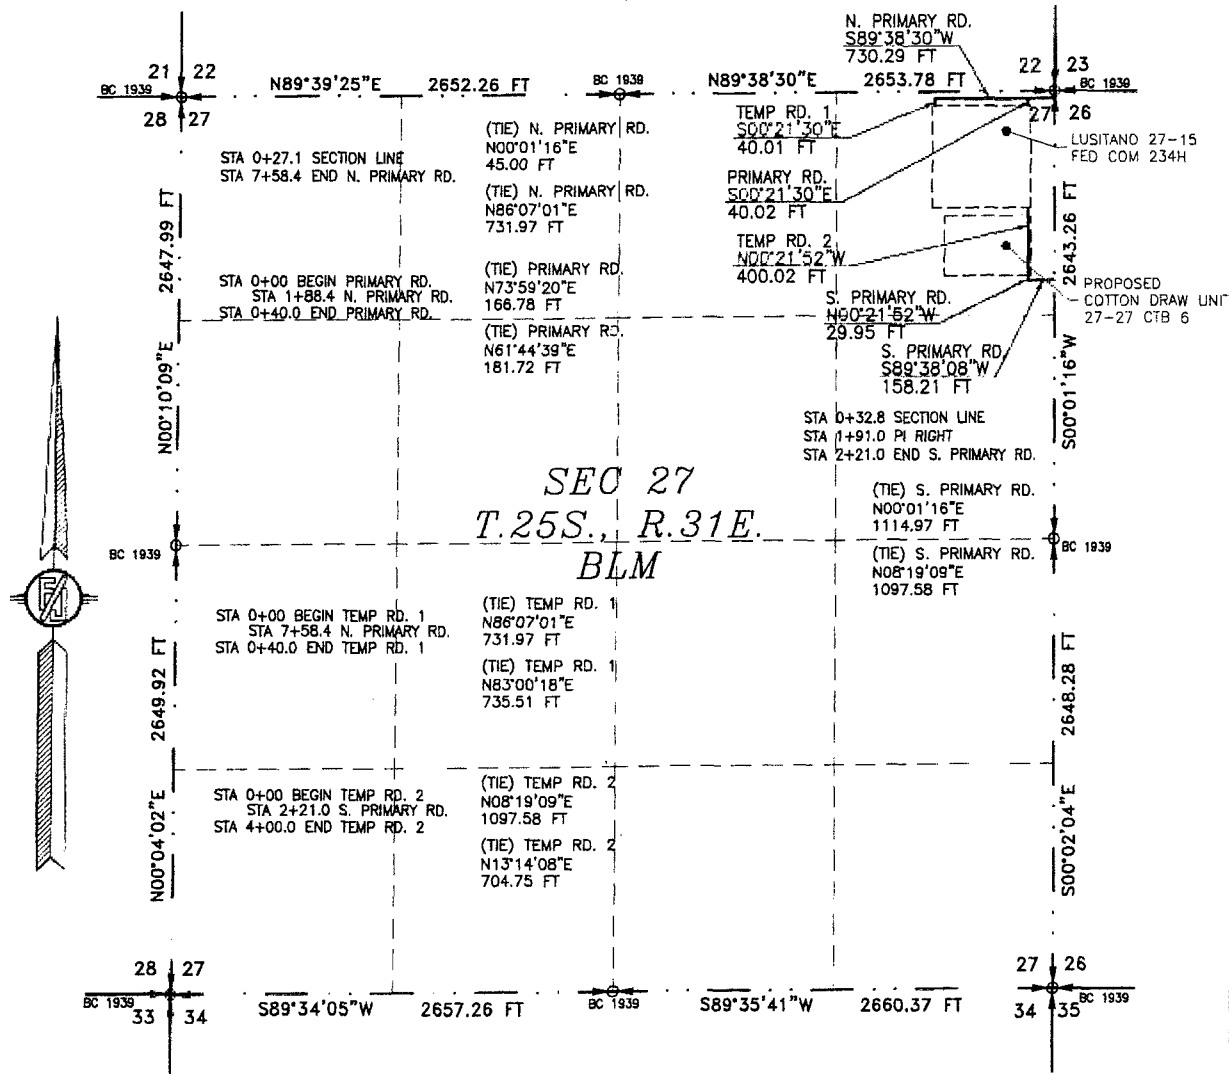 N. PRIMARY RD.
S89°38'30"W
730.29 FT
21 22
BC 1939
28 27
N89°39'25"E 2652.26 FT
BC 1939
N89°38'30"E 2653.78 FT
22 23
BC 1939
27 26
TEMP RD. 1
S00°21'30"E
40.01 FT
PRIMARY RD.
S00°21'30"E
40.02 FT
TEMP RD. 2
N00°21'52"W
400.02 FT
S. PRIMARY RD.
N00°21'52"W
29.95 FT
S. PRIMARY RD.
S89°38'08"W
158.21 FT
LUSITANO 27-15
FED COM 234H
PROPOSED
COTTON DRAW UNIT
27-27 CTB 6
STA 0+27.1 SECTION LINE
STA 7+58.4 END N. PRIMARY RD.
(TIE) N. PRIMARY RD.
N00°01'16"E
45.00 FT
(TIE) N. PRIMARY RD.
N86°07'01"E
731.97 FT
STA 0+00 BEGIN PRIMARY RD.
STA 1+88.4 N. PRIMARY RD.
STA 0+40.0 END PRIMARY RD.
(TIE) PRIMARY RD.
N73°59'20"E
166.78 FT
(TIE) PRIMARY RD.
N61°44'39"E
181.72 FT
N00°10'09"E 2647.99 FT
2643.26 FT
S00°01'16"W
STA 0+32.8 SECTION LINE
STA 1+91.0 PI RIGHT
STA 2+21.0 END S. PRIMARY RD.
SEC 27
T.25S., R.31E.
BLM
(TIE) S. PRIMARY RD.
N00°01'16"E
1114.97 FT
(TIE) S. PRIMARY RD.
N08°19'09"E
1097.58 FT
BC 1939
BC 1939
STA 0+00 BEGIN TEMP RD. 1
STA 7+58.4 N. PRIMARY RD.
STA 0+40.0 END TEMP RD. 1
(TIE) TEMP RD. 1
N86°07'01"E
731.97 FT
(TIE) TEMP RD. 1
N83°00'18"E
735.51 FT
N00°04'02"E 2649.92 FT
2648.28 FT
S00°02'04"E
STA 0+00 BEGIN TEMP RD. 2
STA 2+21.0 S. PRIMARY RD.
STA 4+00.0 END TEMP RD. 2
(TIE) TEMP RD. 2
N08°19'09"E
1097.58 FT
(TIE) TEMP RD. 2
N13°14'08"E
704.75 FT
28 27
BC 1939
33 34
S89°34'05"W 2657.26 FT
BC 1939
S89°35'41"W 2660.37 FT
27 26
BC 1939
34 35